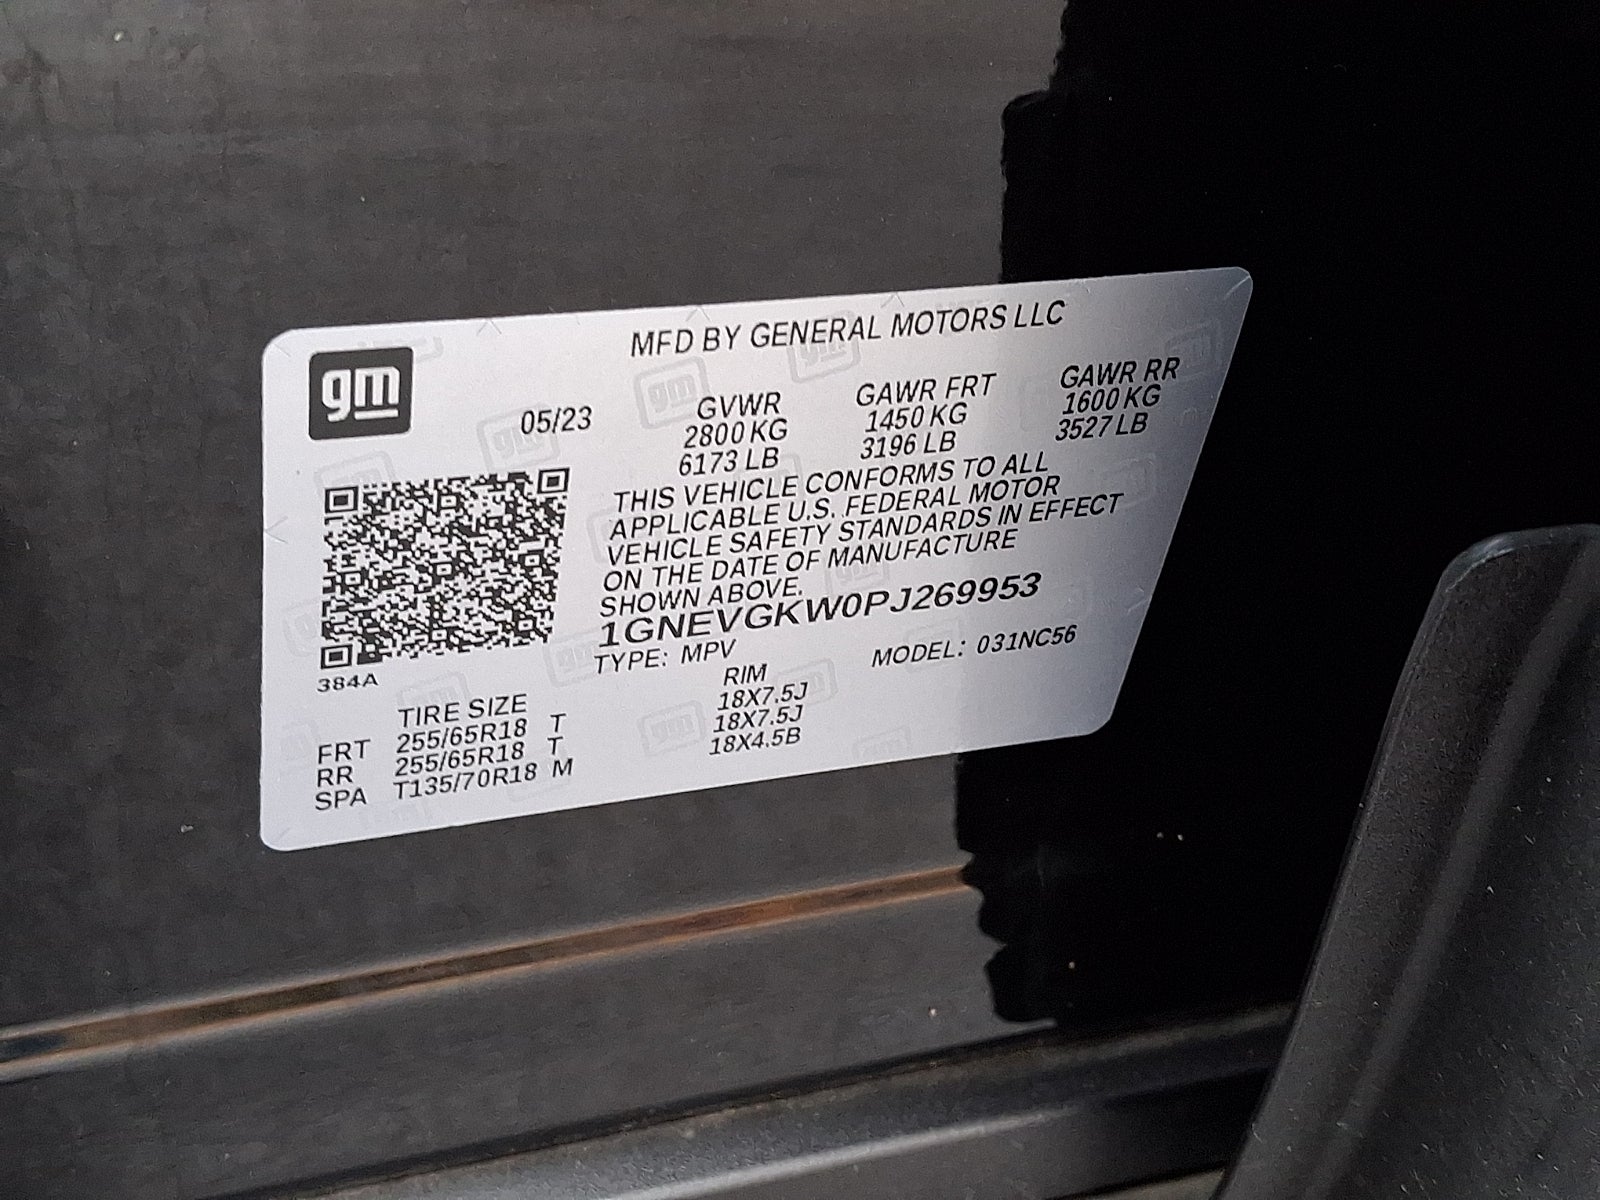 MFD BY GENERAL MOTORS LLC
gm
05/23
GVWR GAWR FRT GAWR RR
2800 KG 1450 KG 1600 KG
6173 LB 3196 LB 3527 LB
THIS VEHICLE CONFORMS TO ALL
APPLICABLE U.S. FEDERAL MOTOR
VEHICLE SAFETY STANDARDS IN EFFECT
ON THE DATE OF MANUFACTURE
SHOWN ABOVE.
1GNEVGKW0PJ269953
TYPE: MPV MODEL: 031NC56
384A
TIRE SIZE RIM
FRT 255/65R18 T 18X7.5J
RR 255/65R18 T 18X7.5J
SPA T135/70R18 M 18X4.5B